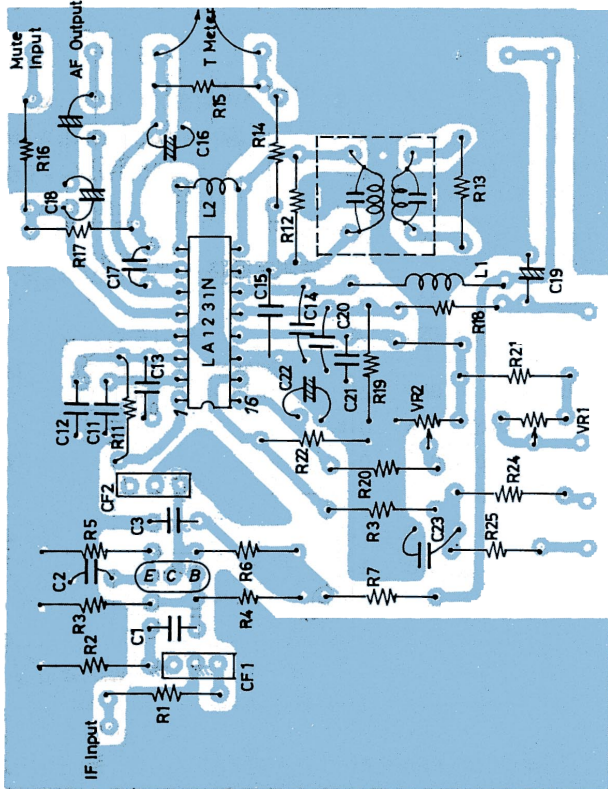 Mute
Input
AF Output
T Meter
R16
C18
R17
C16
R15
R14
L2
C17
R12
R13
LA1231N
1
16
C15
C14
C20
C21
C22
R19
L1
R18
C19
C12
C11
R11
C13
R22
VR2
R21
VR1
R20
R3
C23
R24
R25
CF2
C3
R5
C2
R3
R2
E C B
R6
R4
R7
C1
CF1
R1
IF Input